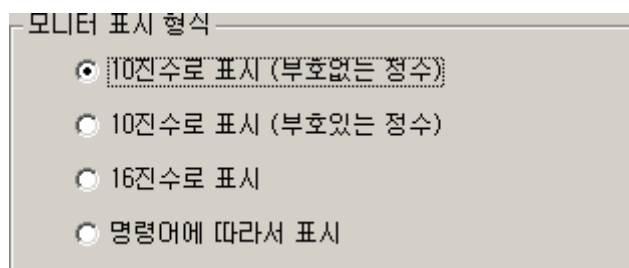 모니터 표시 형식
10진수로 표시 (부호없는 정수)
10진수로 표시 (부호있는 정수)
16진수로 표시
명령어에 따라서 표시